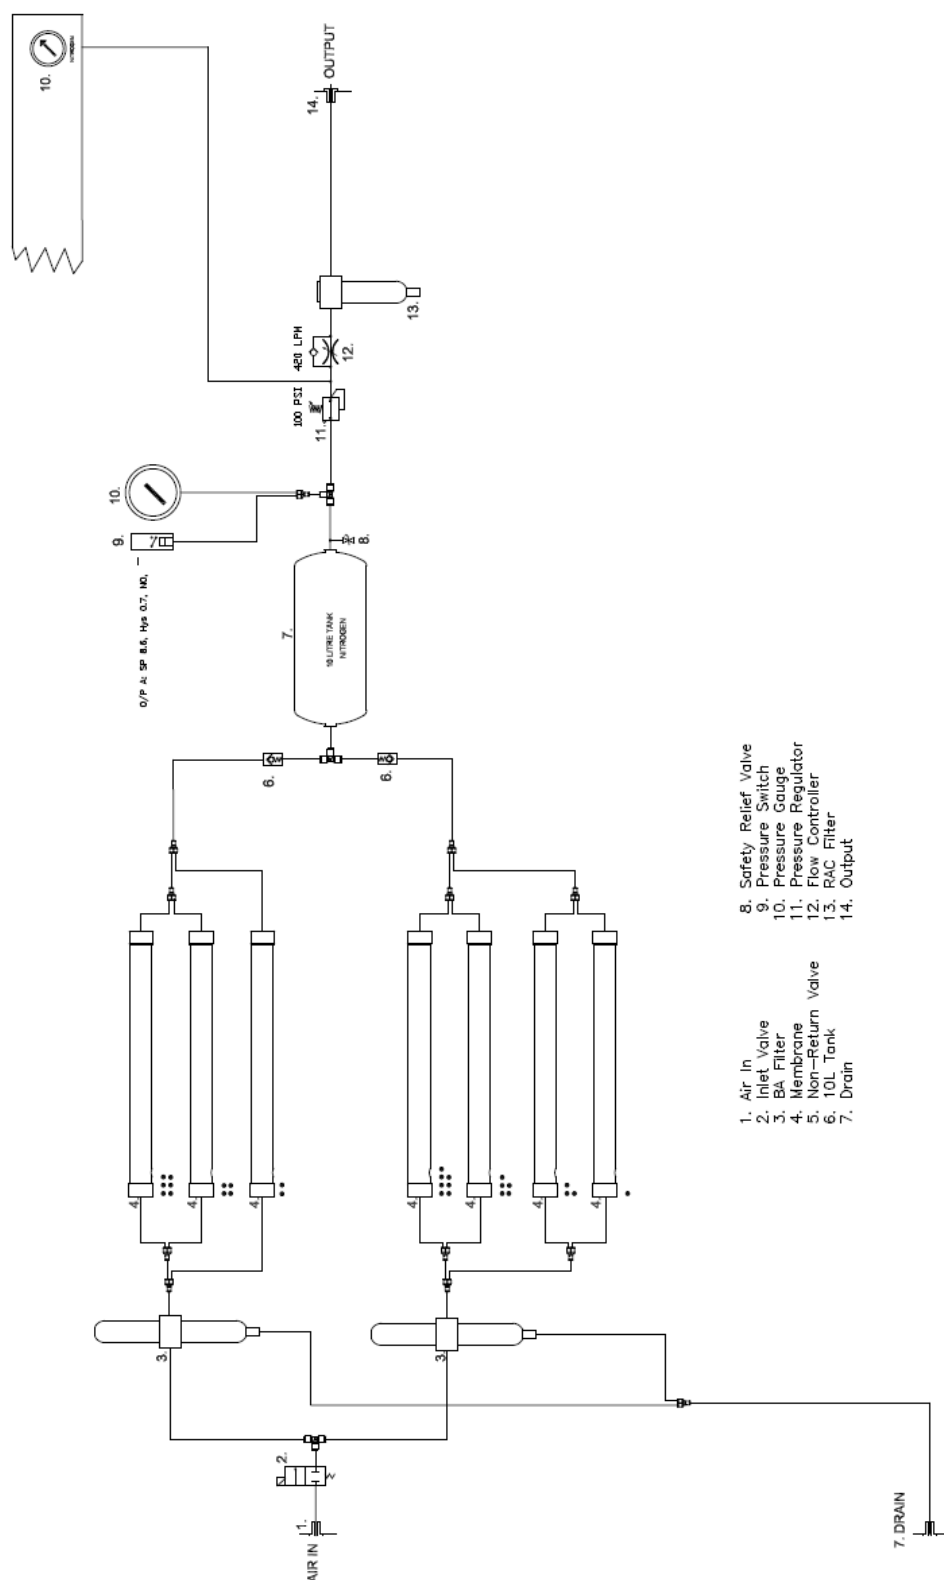 10.
NITROGEN
14.
OUTPUT
13.
420 LPH
12.
100 PSI
11.
10.
9.
O/P A: SP 8.6, Hys 0.7, NO,
8.
7.
10 LITRE TANK
NITROGEN
6.
6.
4.
4.
4.
4.
4.
4.
4.
3.
3.
2.
1.
AIR IN
7. DRAIN
1. Air In
2. Inlet Valve
3. BA Filter
4. Membrane
5. Non-Return Valve
6. 10L Tank
7. Drain
8. Safety Relief Valve
9. Pressure Switch
10. Pressure Gauge
11. Pressure Regulator
12. Flow Controller
13. RAC Filter
14. Output